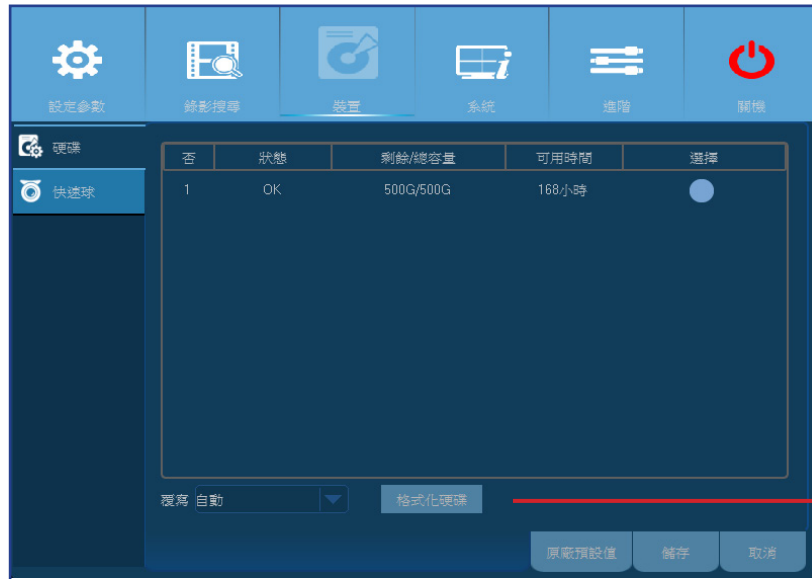 設定參數 錄影搜尋 裝置 系統 進階 關機
硬碟
快速球
否 狀態 剩餘/總容量 可用時間 選擇
1 OK 500G/500G 168小時
覆寫 自動 格式化硬碟
原廠預設值 儲存 取消